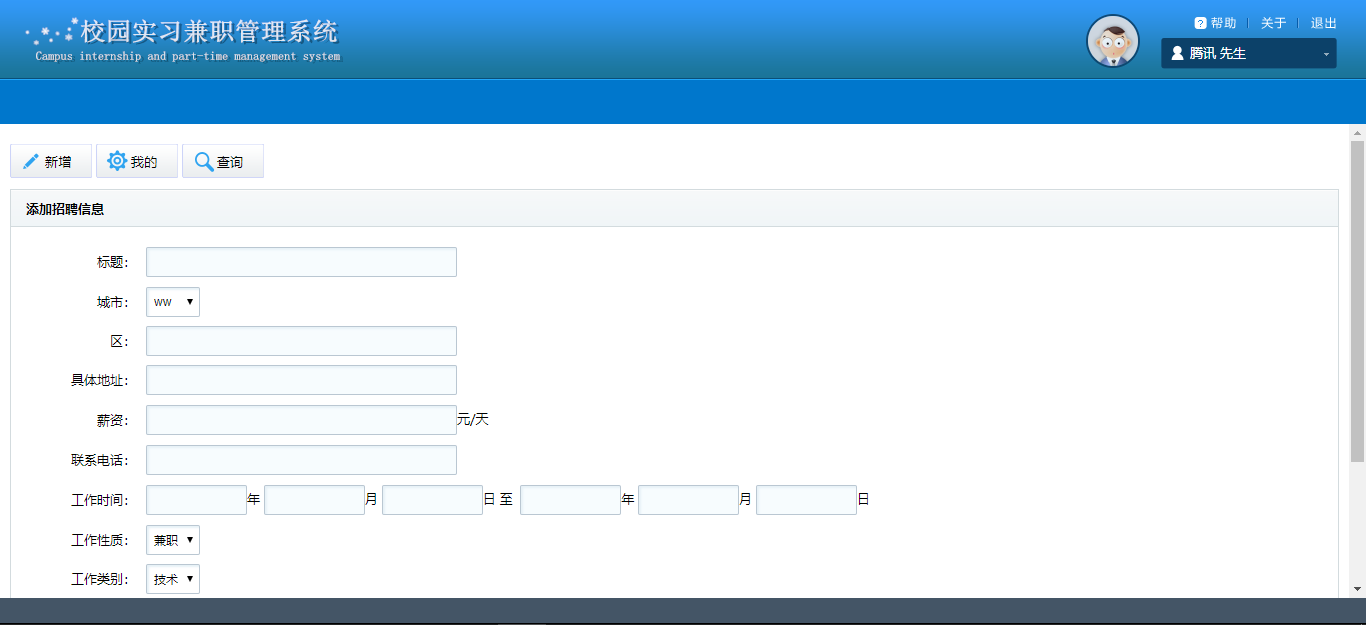 校园实习兼职管理系统
Campus internship and part-time management system
帮助 关于 退出
腾讯 先生
新增 我的 查询
添加招聘信息
标题:
城市: ww
区:
具体地址:
薪资: 元/天
联系电话:
工作时间: 年 月 日 至 年 月 日
工作性质: 兼职
工作类别: 技术